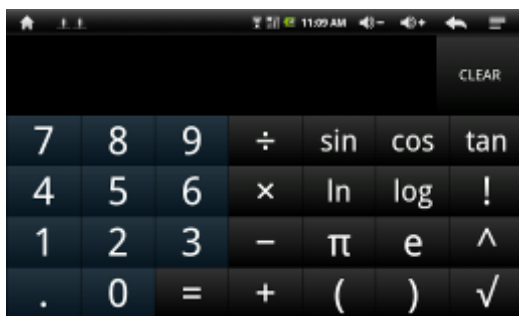 11:09 AM
CLEAR
7 8 9 ÷ sin cos tan
4 5 6 × ln log !
1 2 3 − π e ^
. 0 = + ( ) √